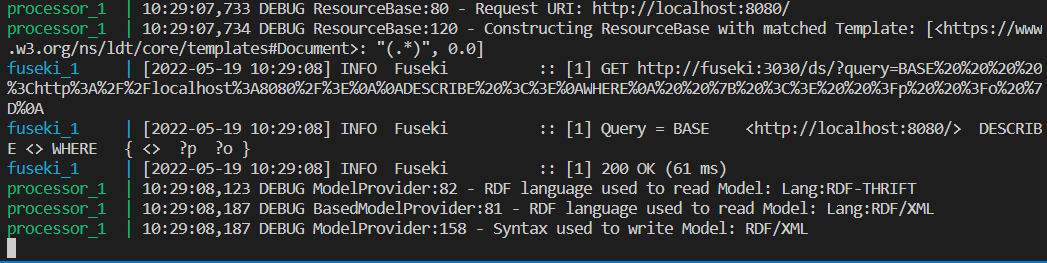 processor_1  | 10:29:07,733 DEBUG ResourceBase:80 - Request URI: http://localhost:8080/
processor_1  | 10:29:07,734 DEBUG ResourceBase:120 - Constructing ResourceBase with matched Template: [<https://www
.w3.org/ns/ldt/core/templates#Document>: "(.*)", 0.0]
fuseki_1     | [2022-05-19 10:29:08] INFO  Fuseki          :: [1] GET http://fuseki:3030/ds/?query=BASE%20%20%20%20
%3Chttp%3A%2F%2Flocalhost%3A8080%2F%3E%0A%0ADESCRIBE%20%3C%3E%0AWHERE%0A%20%20%7B%20%3C%3E%20%20%3Fp%20%20%3Fo%20%7
D%0A
fuseki_1     | [2022-05-19 10:29:08] INFO  Fuseki          :: [1] Query = BASE    <http://localhost:8080/>  DESCRIB
E <> WHERE   { <>  ?p  ?o }
fuseki_1     | [2022-05-19 10:29:08] INFO  Fuseki          :: [1] 200 OK (61 ms)
processor_1  | 10:29:08,123 DEBUG ModelProvider:82 - RDF language used to read Model: Lang:RDF-THRIFT
processor_1  | 10:29:08,187 DEBUG BasedModelProvider:81 - RDF language used to read Model: Lang:RDF/XML
processor_1  | 10:29:08,187 DEBUG ModelProvider:158 - Syntax used to write Model: RDF/XML